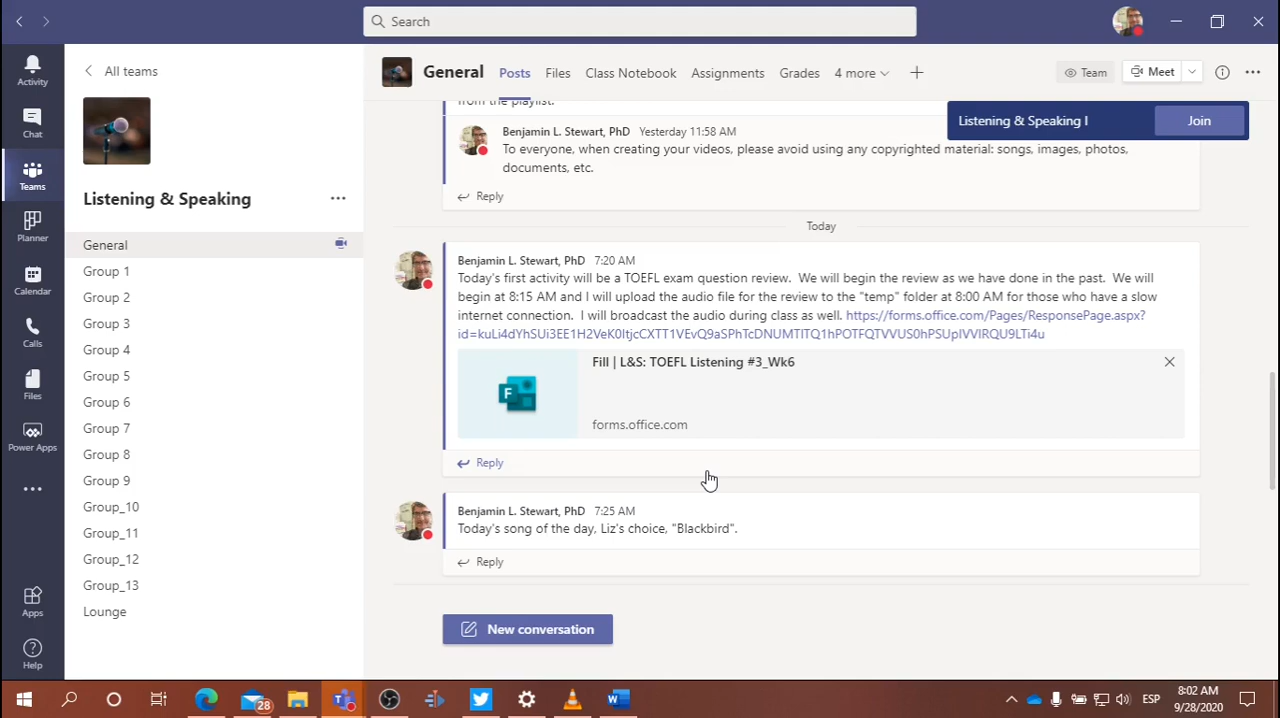 Search
Activity
Chat
Teams
Planner
Calendar
Calls
Files
Power Apps
Apps
Help
All teams
Listening & Speaking
General
Group 1
Group 2
Group 3
Group 4
Group 5
Group 6
Group 7
Group 8
Group 9
Group_10
Group_11
Group_12
Group_13
Lounge
General
Posts
Files
Class Notebook
Assignments
Grades
4 more
Team
Meet
Listening & Speaking I
Join
from the playlist.
Benjamin L. Stewart, PhD Yesterday 11:58 AM
To everyone, when creating your videos, please avoid using any copyrighted material: songs, images, photos,
documents, etc.
Reply
Today
Benjamin L. Stewart, PhD 7:20 AM
Today's first activity will be a TOEFL exam question review. We will begin the review as we have done in the past. We will
begin at 8:15 AM and I will upload the audio file for the review to the "temp" folder at 8:00 AM for those who have a slow
internet connection. I will broadcast the audio during class as well. https://forms.office.com/Pages/ResponsePage.aspx?
Fill | L&S: TOEFL Listening #3_Wk6
forms.office.com
Reply
Benjamin L. Stewart, PhD 7:25 AM
Today's song of the day, Liz's choice, "Blackbird".
Reply
New conversation
28
ESP
8:02 AM
9/28/2020